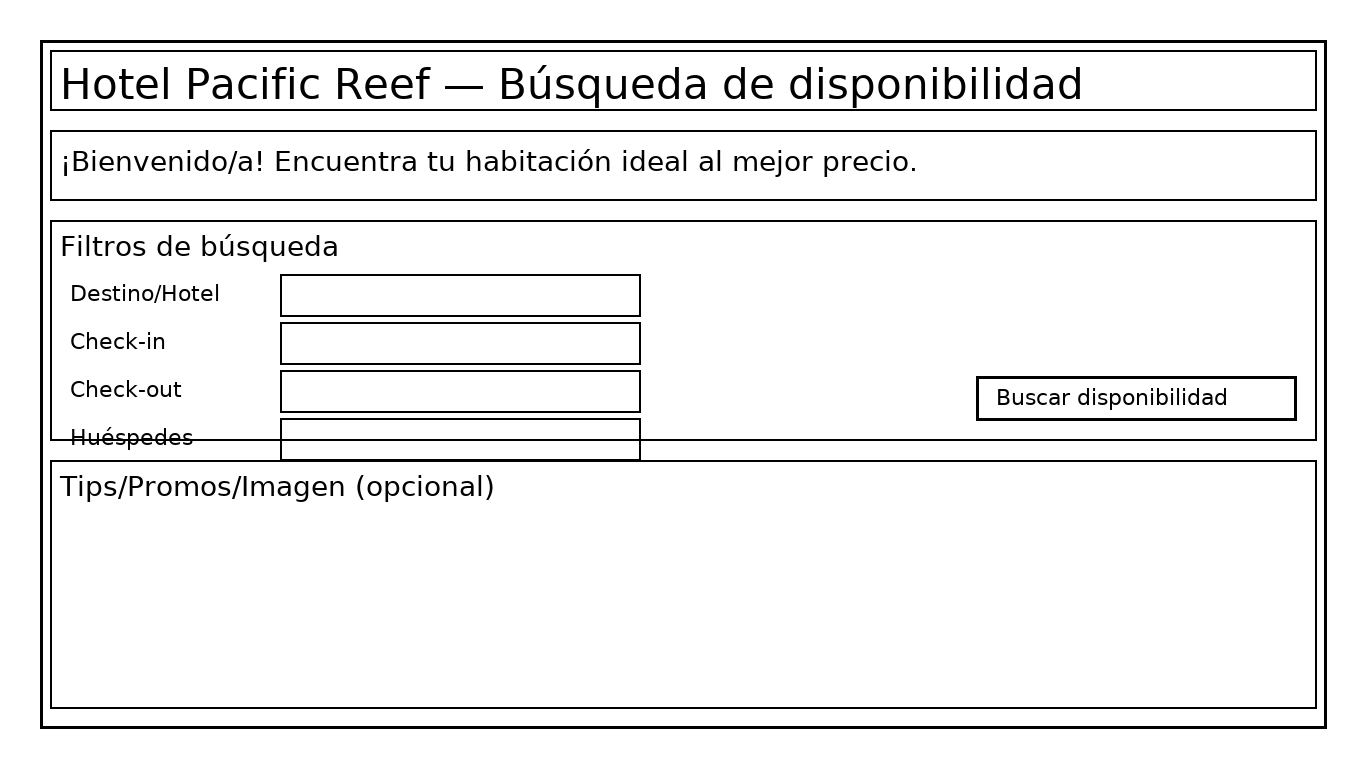 Hotel Pacific Reef — Búsqueda de disponibilidad
¡Bienvenido/a! Encuentra tu habitación ideal al mejor precio.
Filtros de búsqueda
Destino/Hotel
Check-in
Check-out
Buscar disponibilidad
Huéspedes
Tips/Promos/Imagen (opcional)